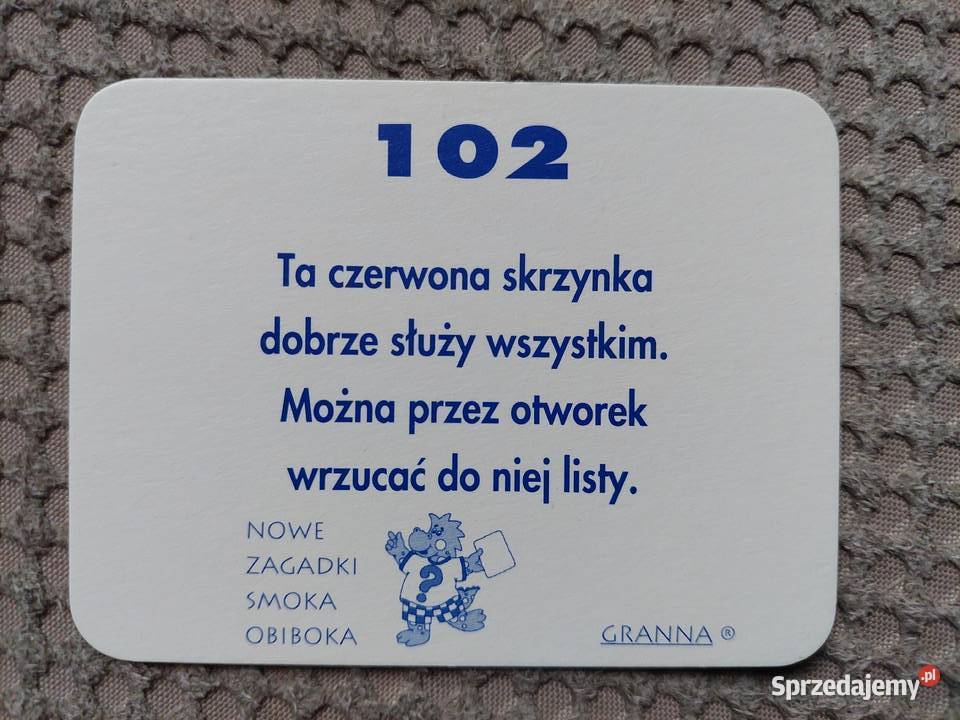 102
Ta czerwona skrzynka
dobrze służy wszystkim.
Można przez otworek
wrzucać do niej listy.
NOWE
ZAGADKI
SMOKA
OBIBOKA
?
GRANNA ®
Sprzedajemy.pl